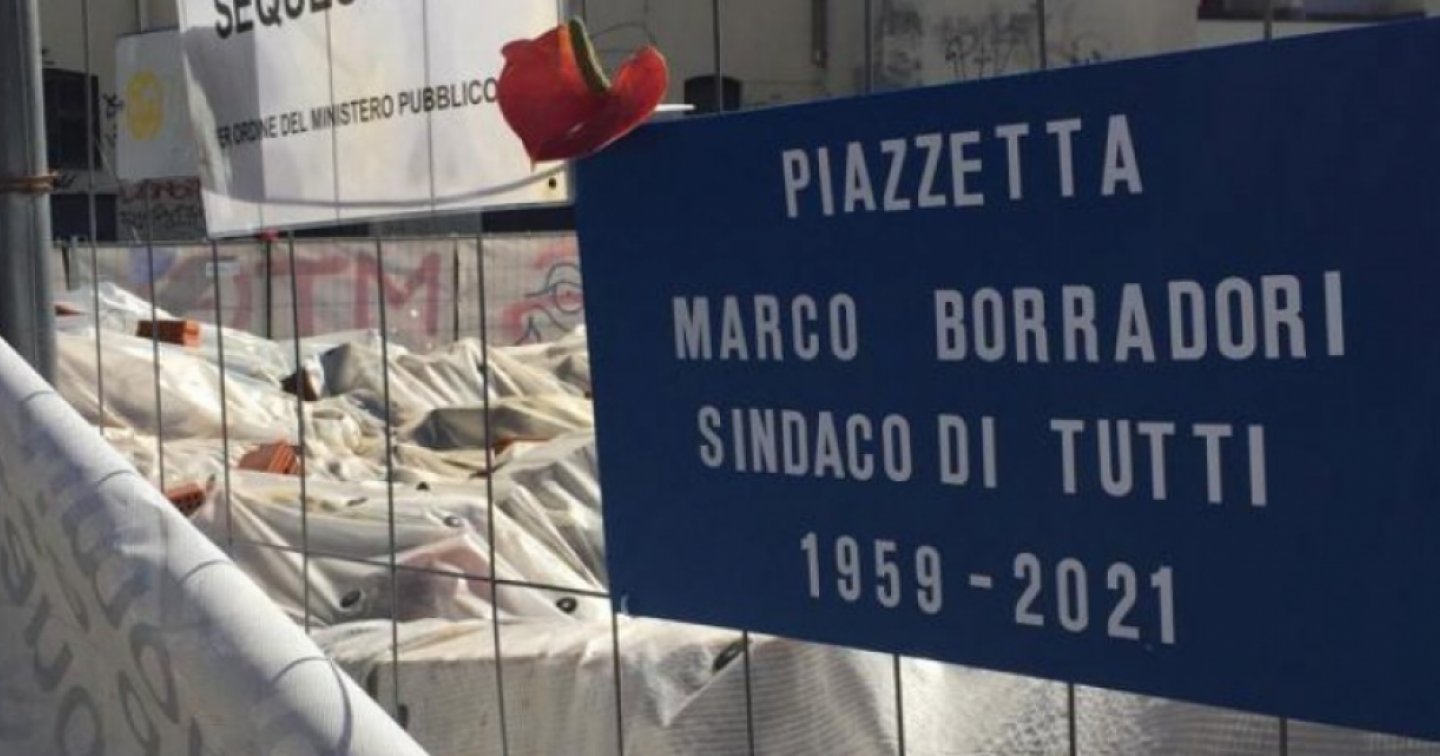 PER ORDINE DEL MINISTERO PUBBLICO
PIAZZETTA
MARCO BORRADORI
SINDACO DI TUTTI
1959-2021